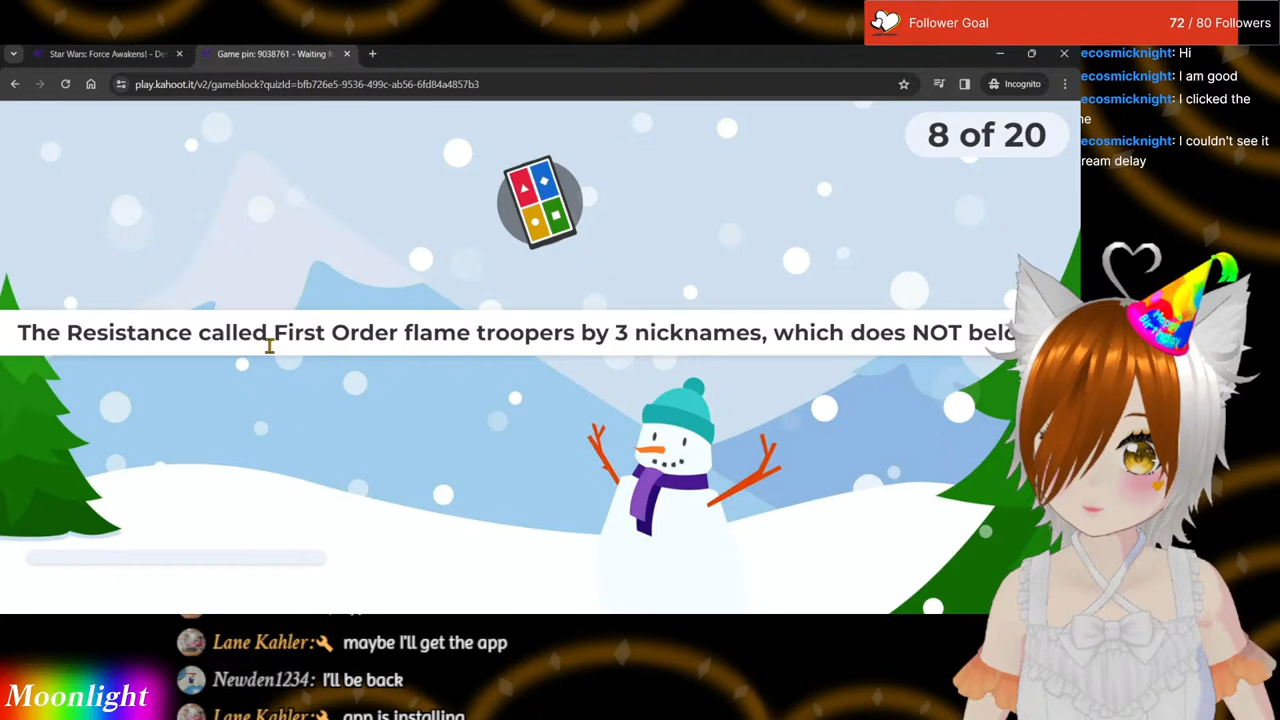 Follower Goal
72 / 80 Followers
Star Wars: Force Awakens! - De
Game pin: 9038761 - Waiting f
play.kahoot.it/v2/gameblock?quizId=bfb726e5-9536-499c-ab56-6fd84a4857b3
Incognito
ecosmicknight: Hi
ecosmicknight: I am good
ecosmicknight: I clicked the
ne
ecosmicknight: I couldn't see it
ream delay
8 of 20
The Resistance called First Order flame troopers by 3 nicknames, which does NOT belo
Lane Kahler: maybe I'll get the app
Newden1234: I'll be back
Lane Kahler: app is installing
Moonlight